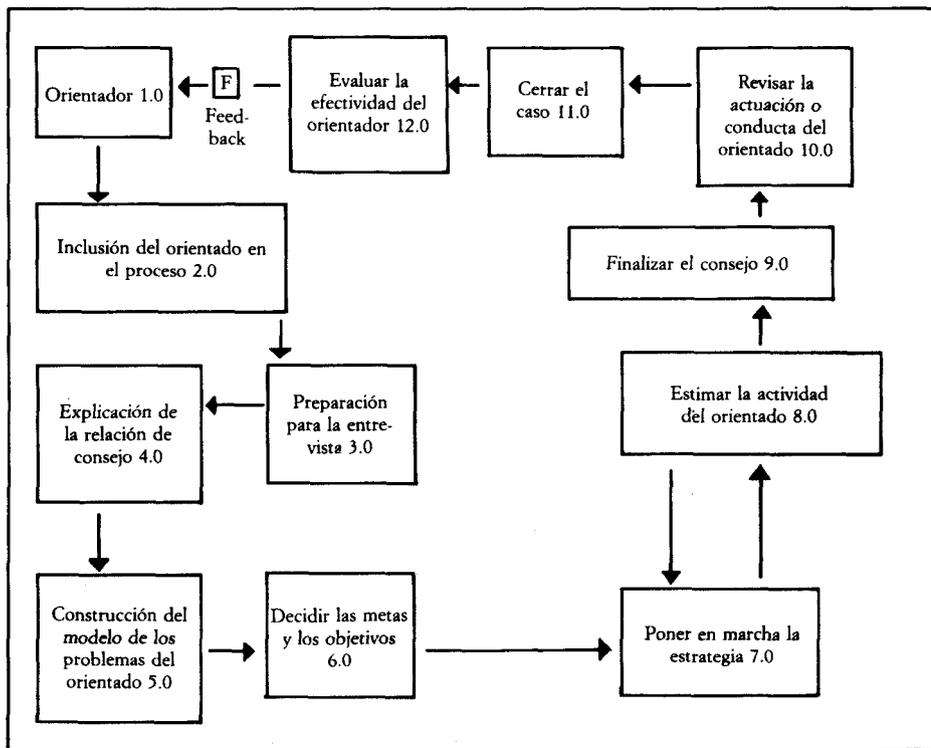 Orientador 1.0
F
Feed-
back
Evaluar la
efectividad del
orientador 12.0
Cerrar el
caso 11.0
Revisar la
actuación o
conducta del
orientado 10.0
Inclusión del orientado en
el proceso 2.0
Finalizar el consejo 9.0
Explicación de
la relación de
consejo 4.0
Preparación
para la entre-
vista 3.0
Estimar la actividad
del orientado 8.0
Construcción del
modelo de los
problemas del
orientado 5.0
Decidir las metas
y los objetivos
6.0
Poner en marcha la
estrategia 7.0